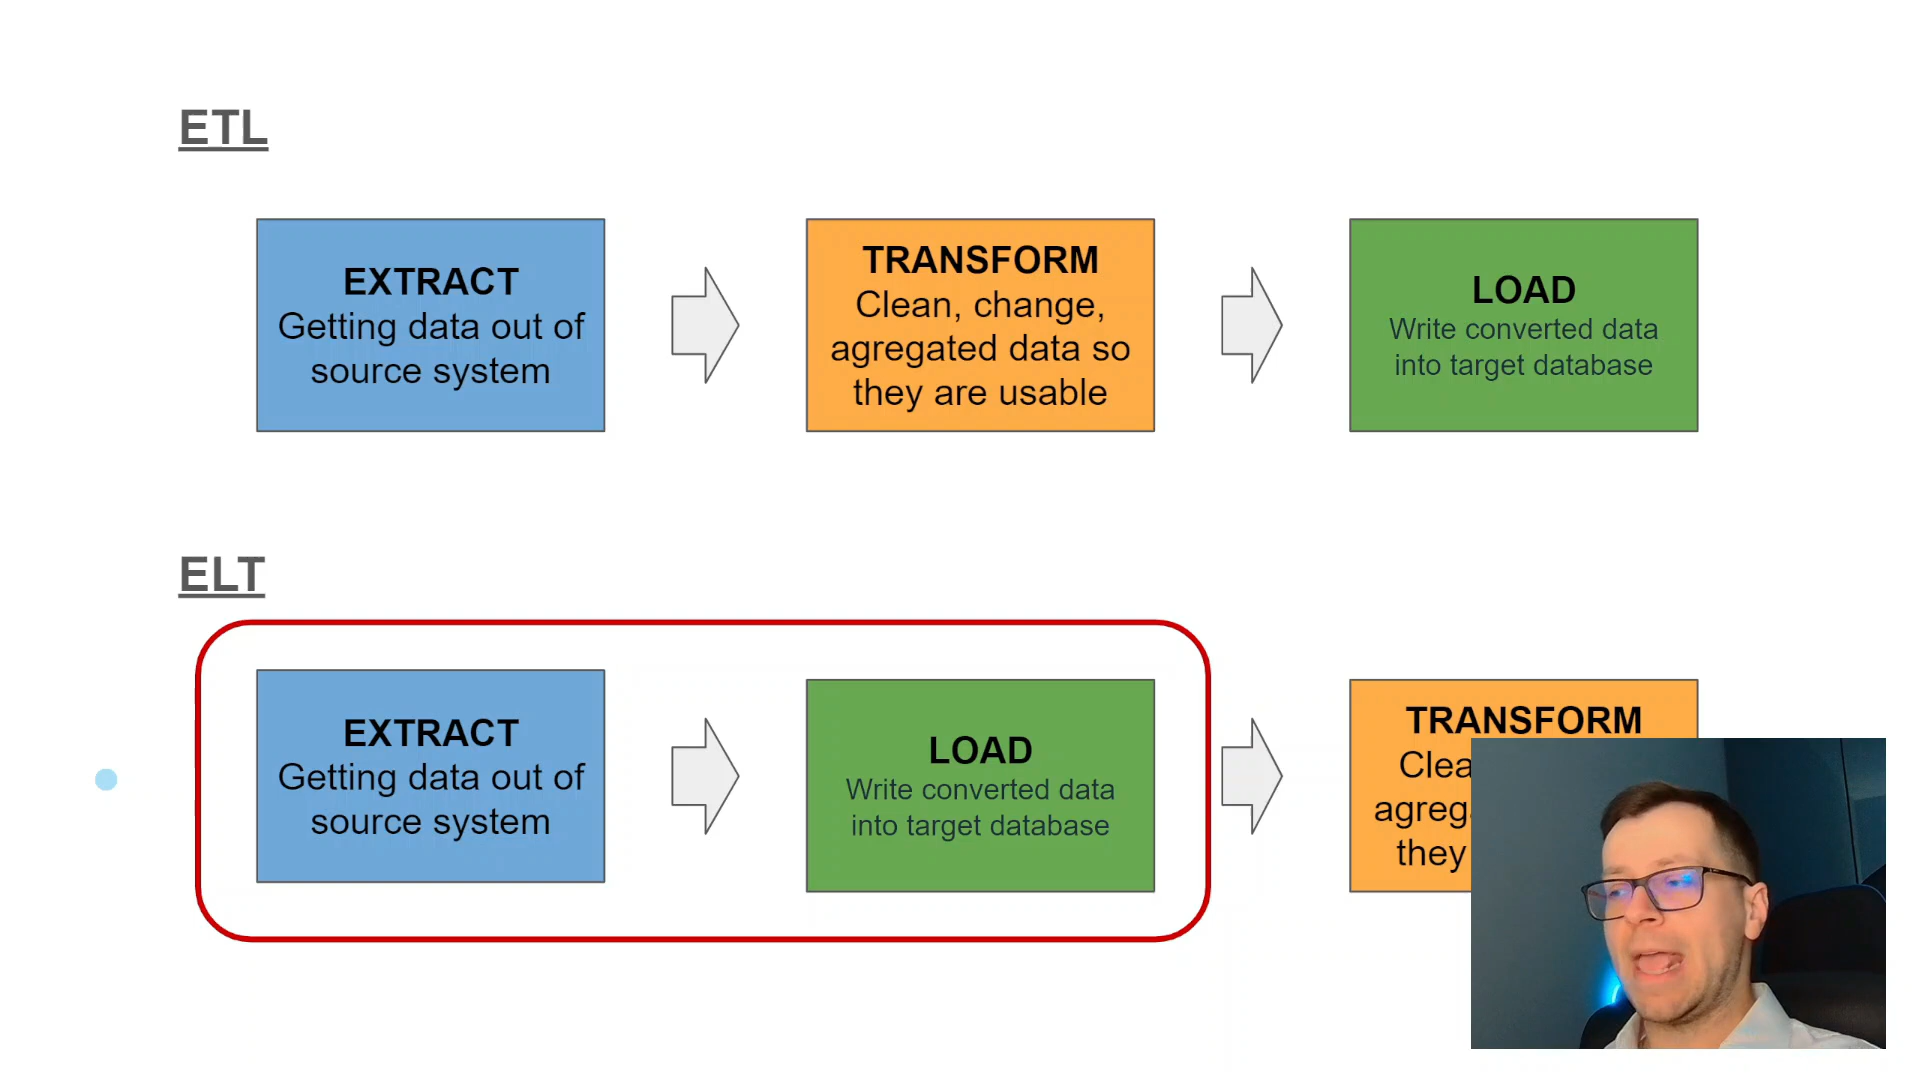 ETL
EXTRACT
Getting data out of
source system
TRANSFORM
Clean, change,
agregated data so
they are usable
LOAD
Write converted data
into target database
ELT
EXTRACT
Getting data out of
source system
LOAD
Write converted data
into target database
TRANSFORM
they